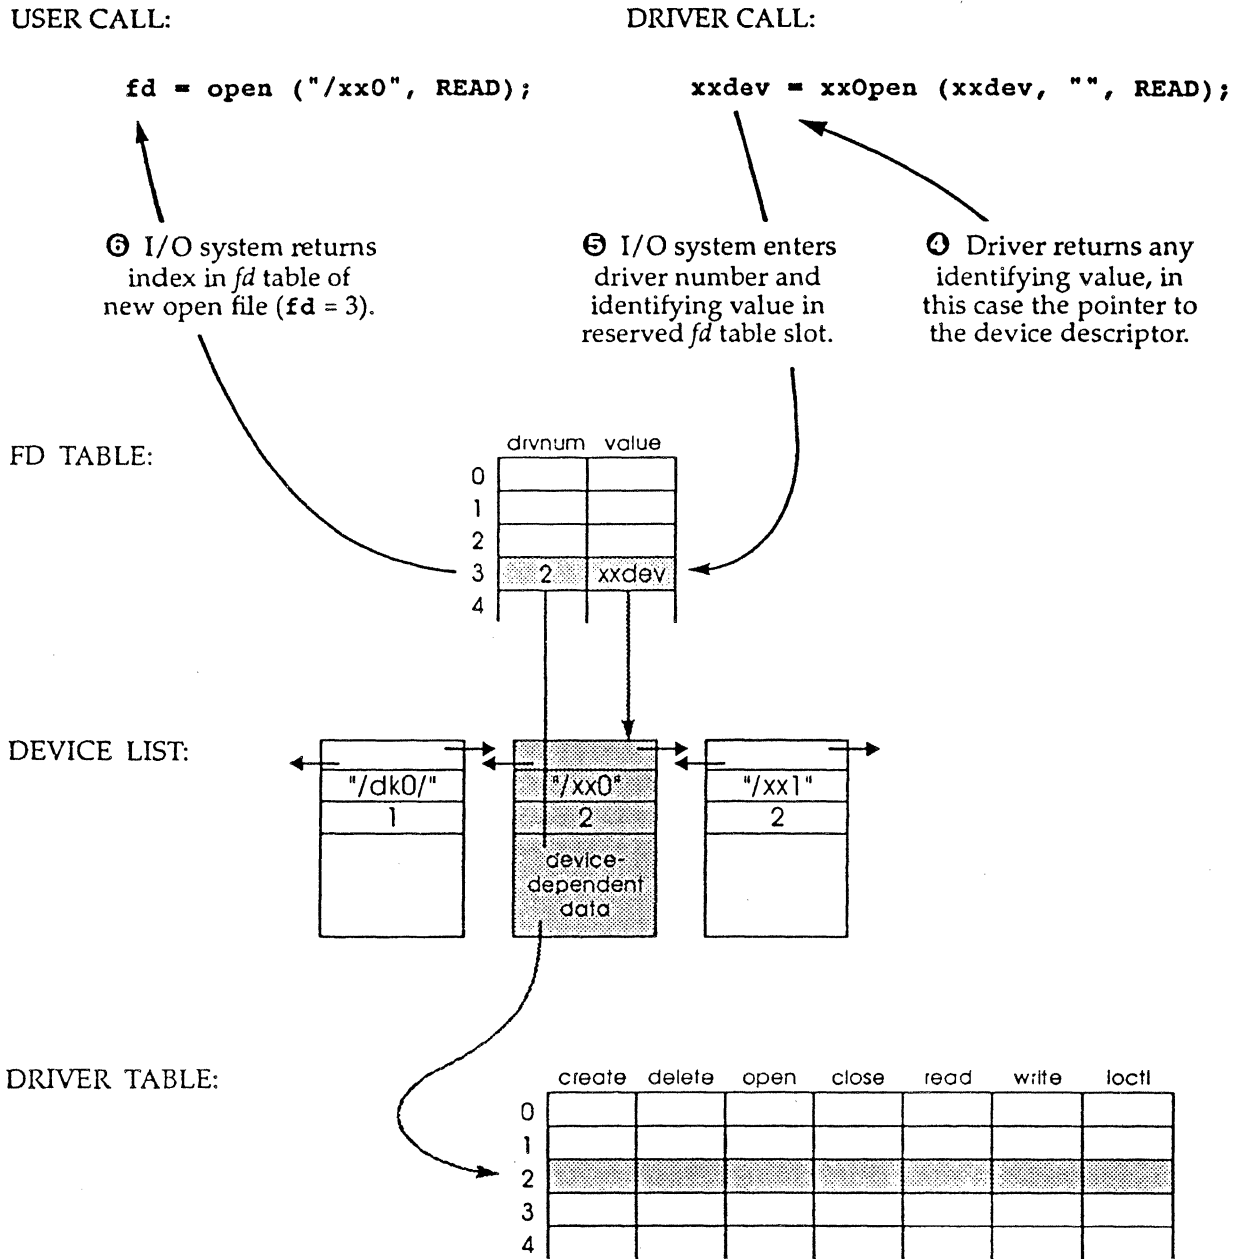 USER CALL:
DRIVER CALL:
fd = open ("/xx0", READ);
xxdev = xxOpen (xxdev, "", READ);
❻ I/O system returns
index in fd table of
new open file (fd = 3).
❺ I/O system enters
driver number and
identifying value in
reserved fd table slot.
❹ Driver returns any
identifying value, in
this case the pointer to
the device descriptor.
FD TABLE:
drvnum value
0
1
2
3 2 xxdev
4
DEVICE LIST:
"/dk0/"
1
"/xx0"
2
device-
dependent
data
"/xx1"
2
DRIVER TABLE:
create delete open close read write ioctl
0
1
2
3
4